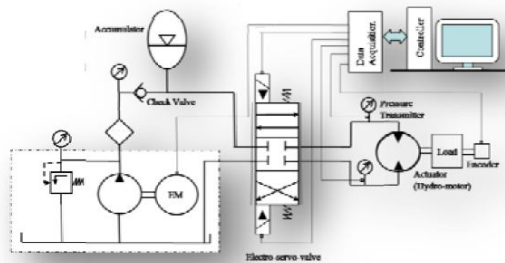 Accumulator
Check Valve
EM
Data
Acquisition
Controller
Pressure
Transmitter
Load
Encoder
Actuator
(Hydro-motor)
Electro-servo-valve